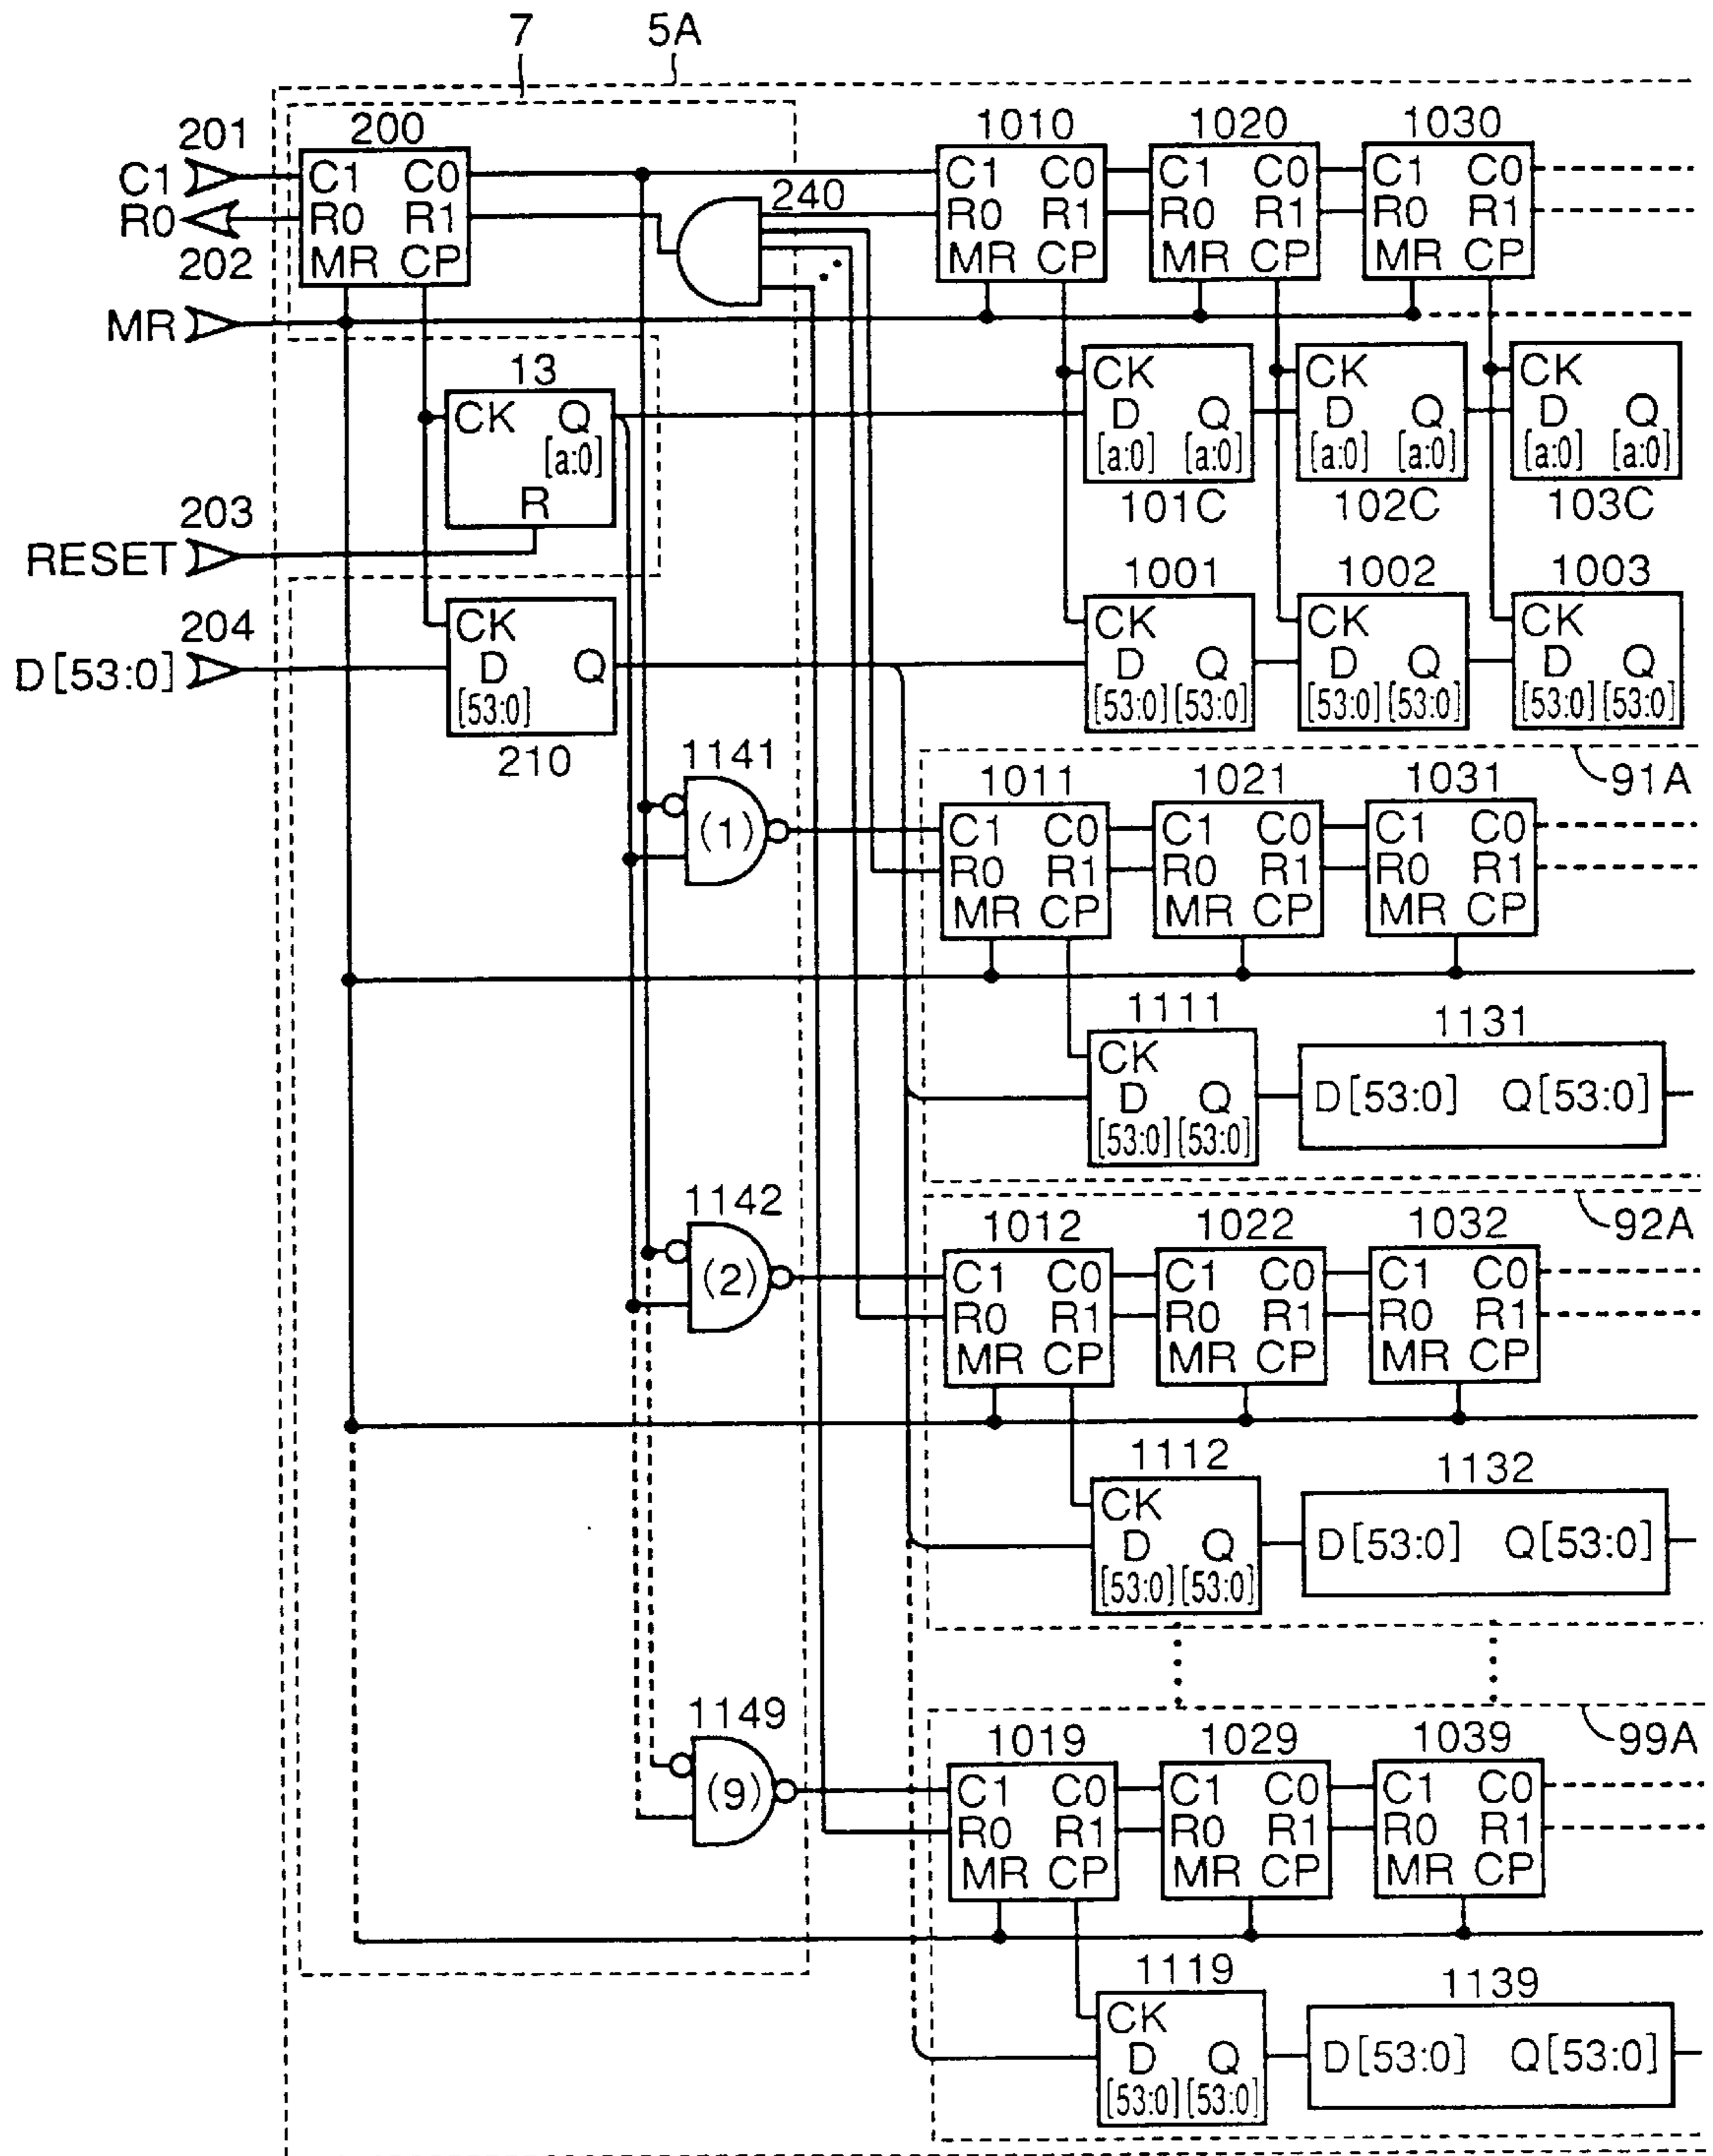 7 5A
201 200 1010 1020 1030
C1 C1 C0 C1 C0 C1 C0 C1 C0
240
R0 R0 R1 R0 R1 R0 R1 R0 R1
202 MR CP MR CP MR CP MR CP
MR
13 CK CK CK
CK Q D Q D Q D Q
[a:0] [a:0] [a:0] [a:0] [a:0] [a:0] [a:0]
R 101C 102C 103C
203
RESET
1001 1002 1003
204 CK CK CK CK
D[53:0] D Q D Q D Q D Q
[53:0] [53:0] [53:0] [53:0] [53:0] [53:0] [53:0]
210
1141 1011 1021 1031 91A
(1) C1 C0 C1 C0 C1 C0
R0 R1 R0 R1 R0 R1
MR CP MR CP MR CP
1111 1131
CK
D Q D[53:0] Q[53:0]
[53:0] [53:0]
1142 1012 1022 1032 92A
(2) C1 C0 C1 C0 C1 C0
R0 R1 R0 R1 R0 R1
MR CP MR CP MR CP
1112 1132
CK
D Q D[53:0] Q[53:0]
[53:0] [53:0]
1149 1019 1029 1039 99A
(9) C1 C0 C1 C0 C1 C0
R0 R1 R0 R1 R0 R1
MR CP MR CP MR CP
1119 1139
CK
D Q D[53:0] Q[53:0]
[53:0] [53:0]